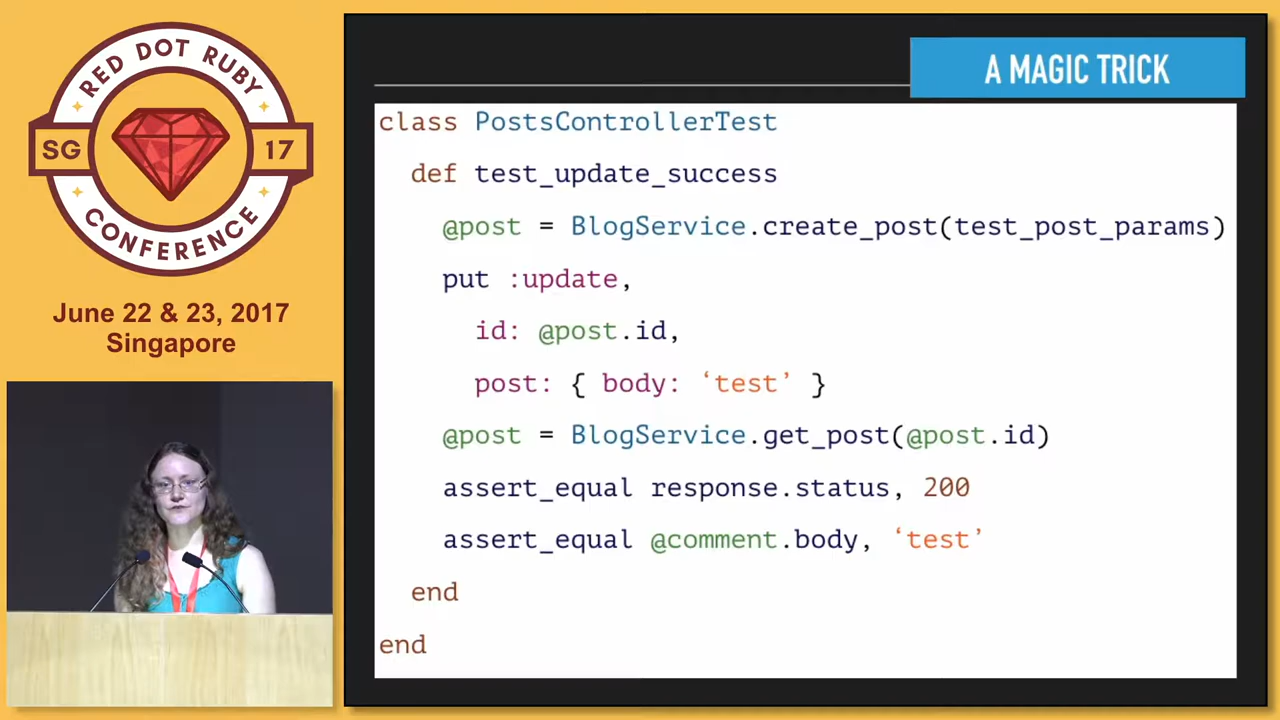 RED DOT RUBY
SG 17
CONFERENCE
June 22 & 23, 2017
Singapore
A MAGIC TRICK
class PostsControllerTest
def test_update_success
@post = BlogService.create_post(test_post_params)
put :update,
id: @post.id,
post: { body: ‘test’ }
@post = BlogService.get_post(@post.id)
assert_equal response.status, 200
assert_equal @comment.body, ‘test’
end
end